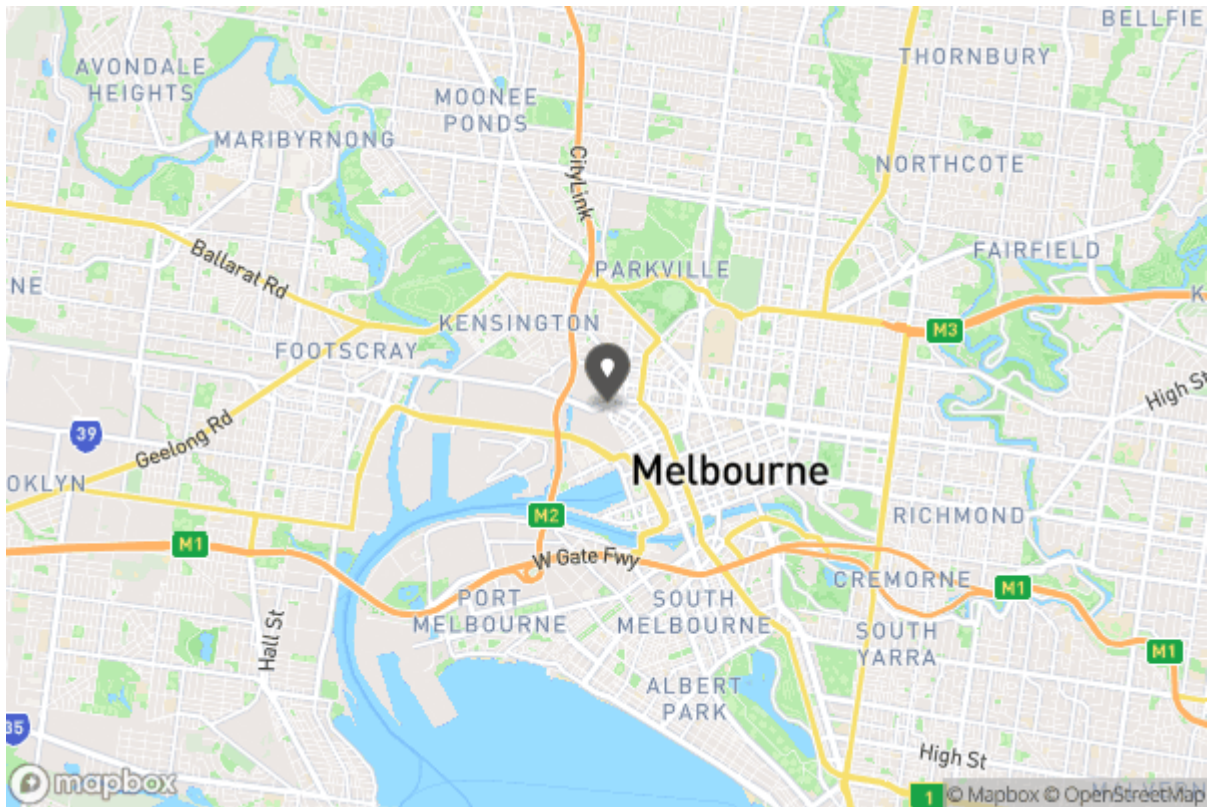 BELLFIE
THORNBURY
AVONDALE
HEIGHTS
MOONEE
PONDS
MARIBYRNONG
CityLink
NORTHCOTE
FAIRFIELD
PARKVILLE
Ballarat Rd
NE
K
KENSINGTON
M3
FOOTSCRAY
High St
39
Geelong Rd
Melbourne
OKLYN
RICHMOND
M2
M1
W Gate Fwy
CREMORNE
M1
PORT
MELBOURNE
SOUTH
MELBOURNE
Hall St
SOUTH
YARRA
M1
ALBERT
PARK
35
High St
mapbox
1
© Mapbox © OpenStreetMap